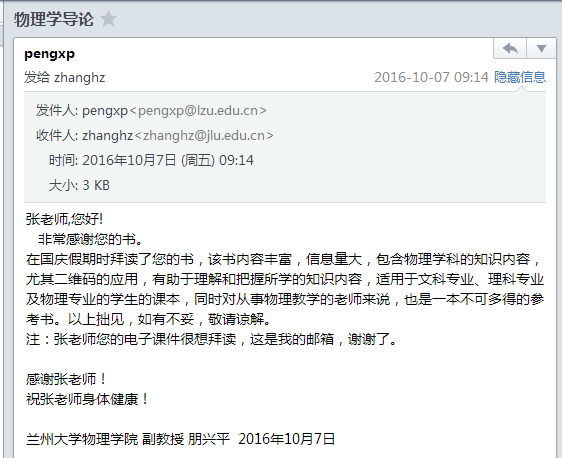 物理学导论
pengxp
发给 zhanghz 2016-10-07 09:14 隐藏信息
发件人: pengxp<pengxp@lzu.edu.cn>
收件人: zhanghz<zhanghz@jlu.edu.cn>
时间: 2016年10月7日 (周五) 09:14
大小: 3 KB
张老师,您好!
非常感谢您的书。
在国庆假期时拜读了您的书，该书内容丰富，信息量大，包含物理学科的知识内容，
尤其二维码的应用，有助于理解和把握所学的知识内容，适用于文科专业、理科专业
及物理专业的学生的课本，同时对从事物理教学的老师来说，也是一本不可多得的参
考书。以上拙见，如有不妥，敬请谅解。
注：张老师您的电子课件很想拜读，这是我的邮箱，谢谢了。
感谢张老师！
祝张老师身体健康！
兰州大学物理学院 副教授 朋兴平 2016年10月7日